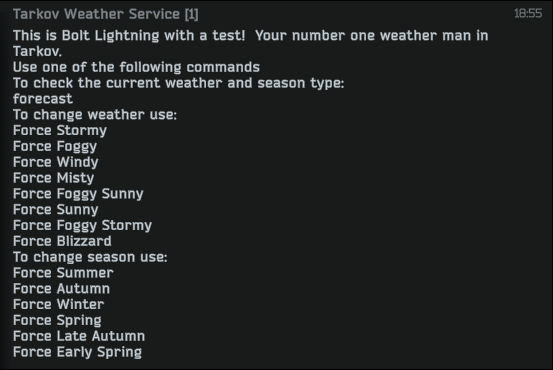 Tarkov Weather Service [1] 18:55
This is Bolt Lightning with a test!  Your number one weather man in
Tarkov.
Use one of the following commands
To check the current weather and season type:
forecast
To change weather use:
Force Stormy
Force Foggy
Force Windy
Force Misty
Force Foggy Sunny
Force Sunny
Force Foggy Stormy
Force Blizzard
To change season use:
Force Summer
Force Autumn
Force Winter
Force Spring
Force Late Autumn
Force Early Spring